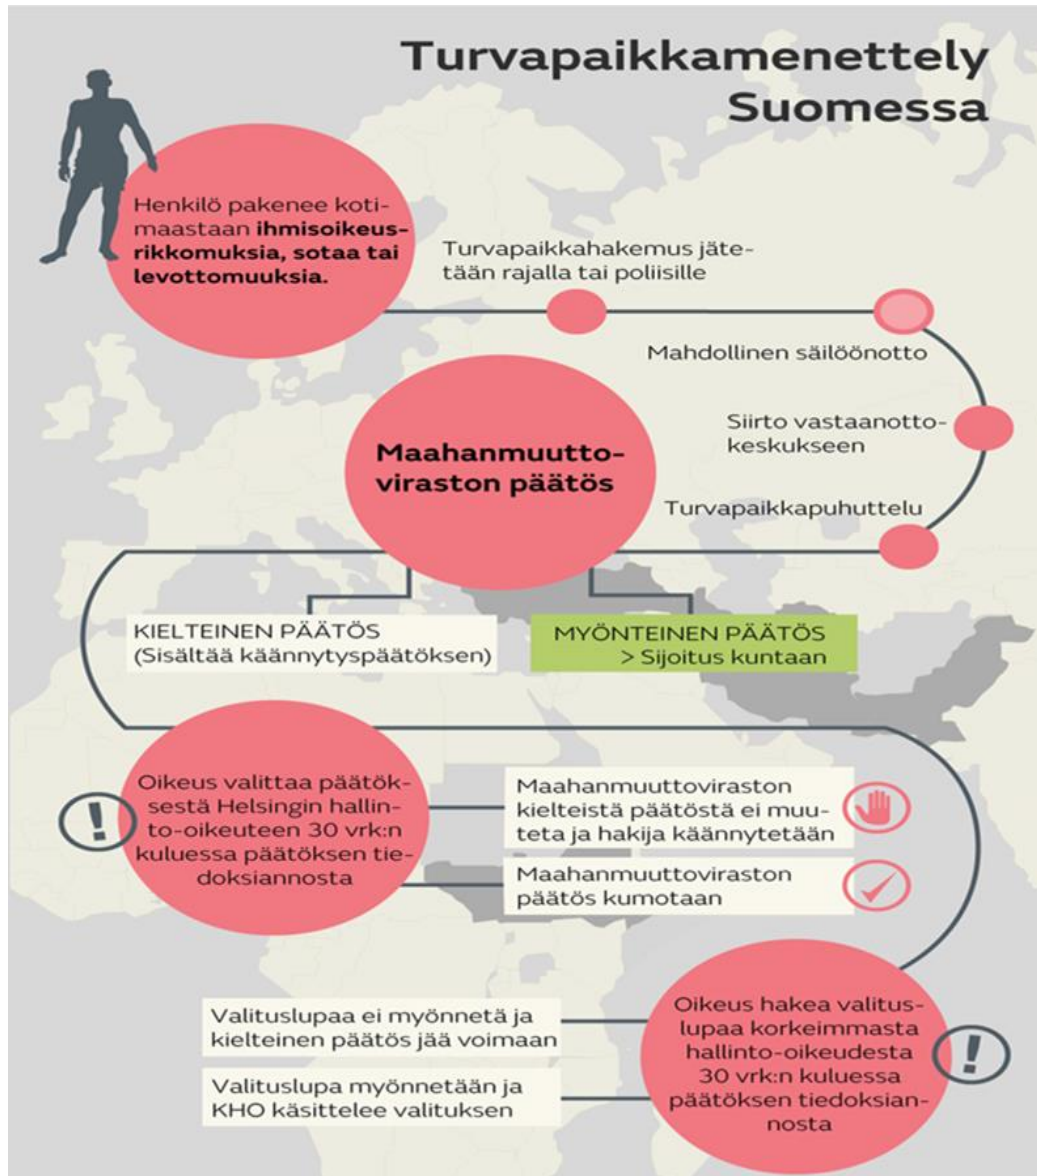 Turvapaikkamenettely
Suomessa
Henkilö pakenee koti-
maastaan ihmisoikeus-
rikkomuksia, sotaa tai
levottomuuksia.
Turvapaikkahakemus jäte-
tään rajalla tai poliisille
Mahdollinen säilöönotto
Siirto vastaanotto-
keskukseen
Turvapaikkapuhuttelu
Maahanmuutto-
viraston päätös
KIELTEINEN PÄÄTÖS
(Sisältää käännytyspäätöksen)
MYÖNTEINEN PÄÄTÖS
> Sijoitus kuntaan
Oikeus valittaa päätök-
sestä Helsingin hallin-
to-oikeuteen 30 vrk:n
kuluessa päätöksen tie-
doksiannosta
Maahanmuuttoviraston
kielteistä päätöstä ei muu-
teta ja hakija käännytetään
Maahanmuuttoviraston
päätös kumotaan
Oikeus hakea valitus-
lupaa korkeimmasta
hallinto-oikeudesta
30 vrk:n kuluessa
päätöksen tiedoksian-
nosta
Valituslupaa ei myönnetä ja
kielteinen päätös jää voimaan
Valituslupa myönnetään ja
KHO käsittelee valituksen